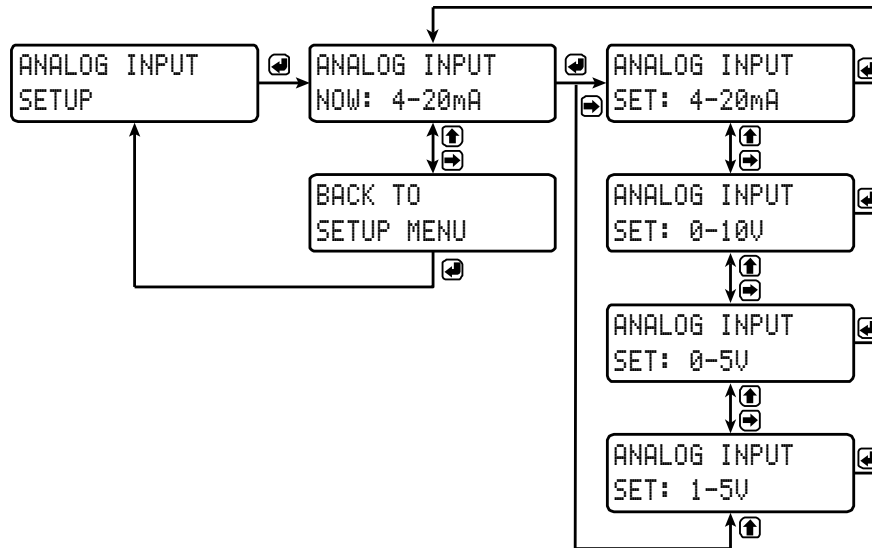 ANALOG INPUT
SETUP
ANALOG INPUT
NOW: 4-20mA
BACK TO
SETUP MENU
ANALOG INPUT
SET: 4-20mA
ANALOG INPUT
SET: 0-10V
ANALOG INPUT
SET: 0-5V
ANALOG INPUT
SET: 1-5V